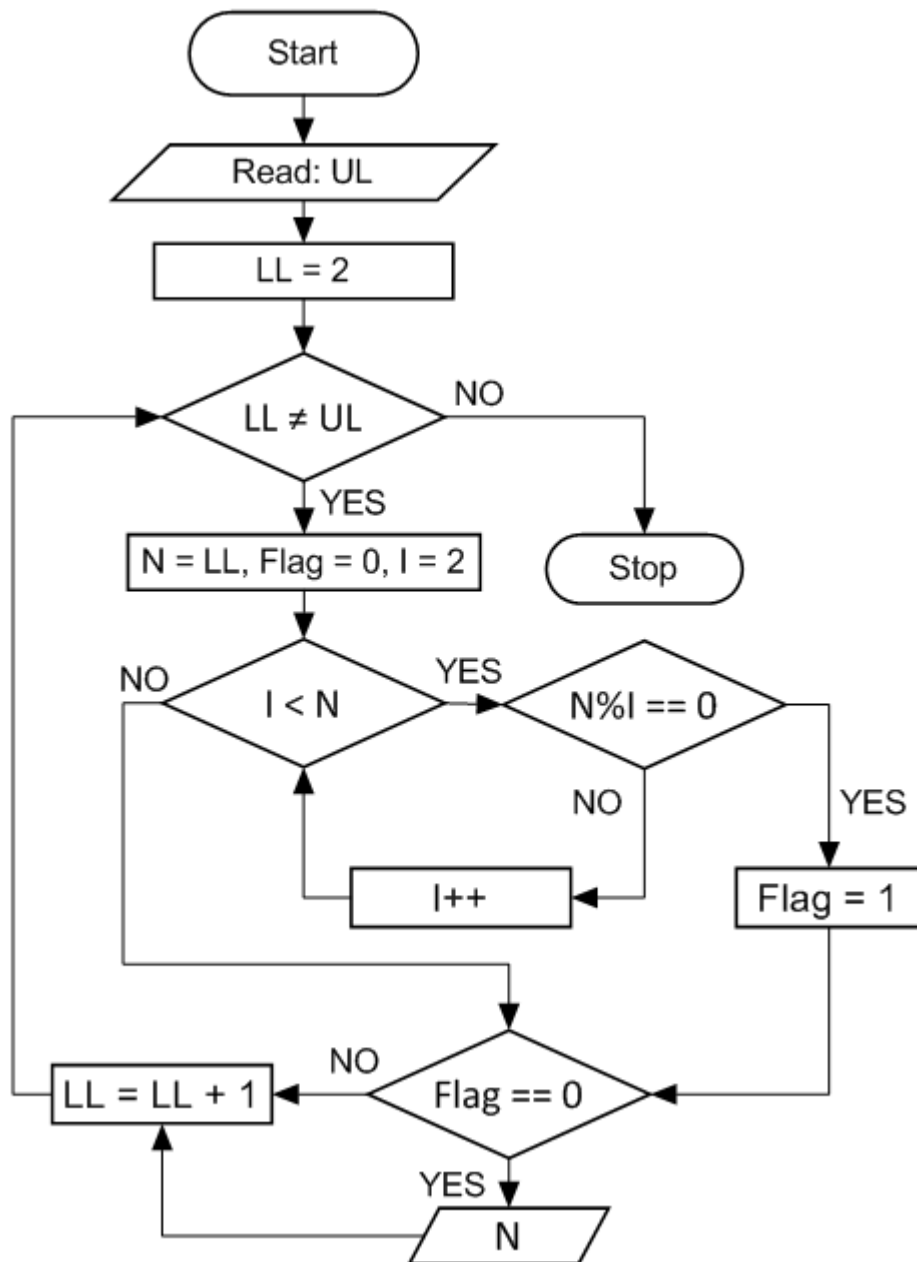 Start
Read: UL
LL = 2
LL ≠ UL
NO
YES
N = LL, Flag = 0, I = 2
Stop
NO
I < N
YES
N%I == 0
NO
YES
I++
Flag = 1
NO
LL = LL + 1
Flag == 0
YES
N